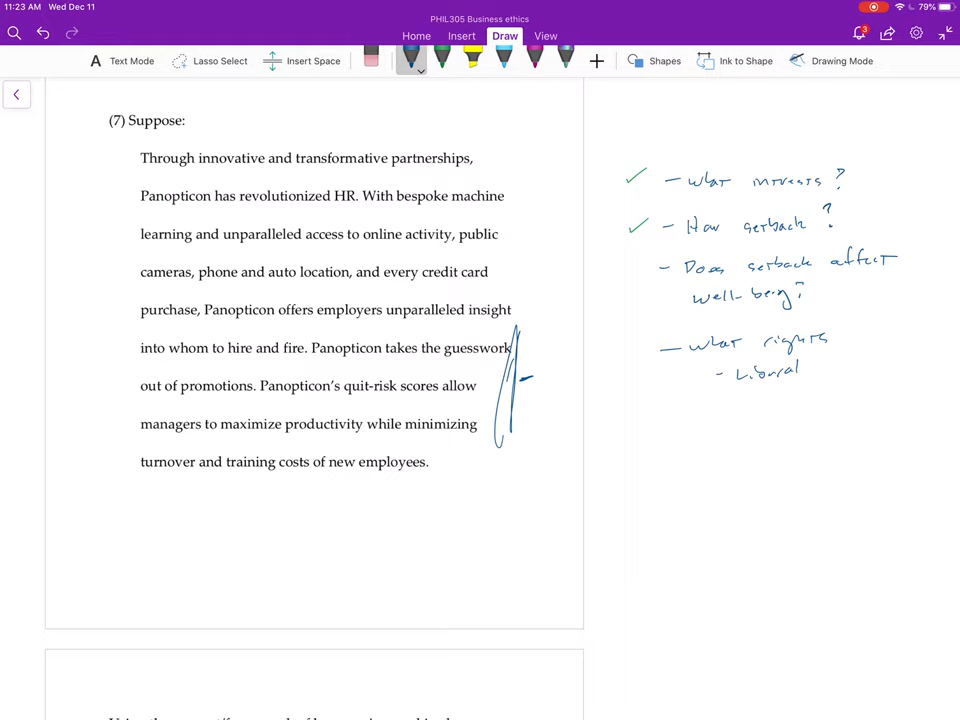 11:23 AM Wed Dec 11
79%
PHIL305 Business ethics
Home Insert Draw View
3
A Text Mode Lasso Select Insert Space Shapes Ink to Shape Drawing Mode
(7) Suppose:
Through innovative and transformative partnerships,
Panopticon has revolutionized HR. With bespoke machine
learning and unparalleled access to online activity, public
cameras, phone and auto location, and every credit card
purchase, Panopticon offers employers unparalleled insight
into whom to hire and fire. Panopticon takes the guesswork
out of promotions. Panopticon's quit-risk scores allow
managers to maximize productivity while minimizing
turnover and training costs of new employees.
✓ – What intrests?
✓ – How setback?
– Does setback affect
well-being?
– What rights
- Liberal